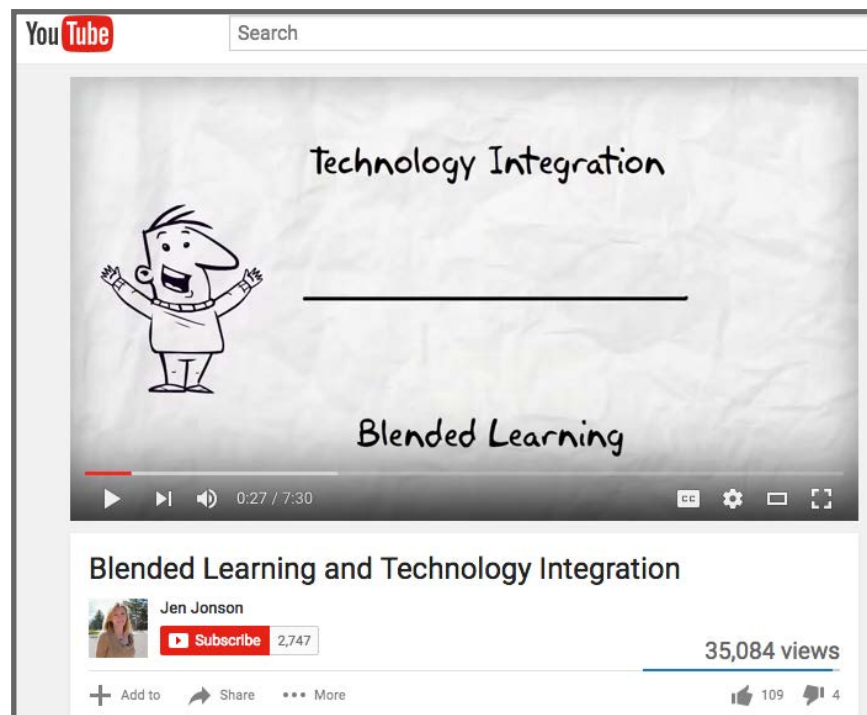 YouTube
Search
Technology Integration
Blended Learning
0:27 / 7:30
CC
Blended Learning and Technology Integration
Jen Jonson
Subscribe 2,747
35,084 views
Add to Share More
109 4